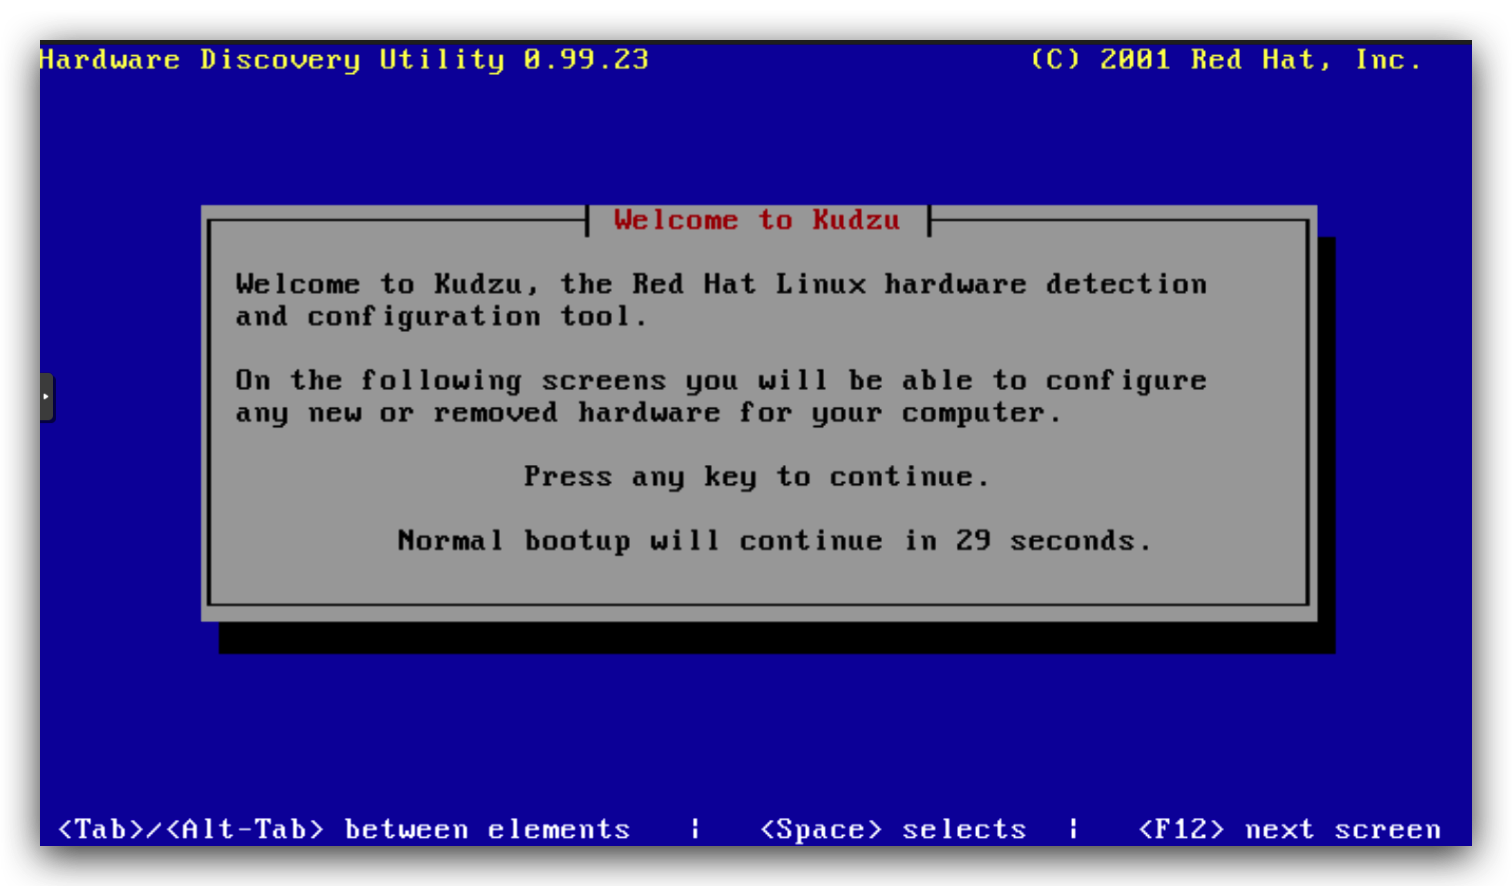 Hardware Discovery Utility 0.99.23 (C) 2001 Red Hat, Inc.
Welcome to Kudzu
Welcome to Kudzu, the Red Hat Linux hardware detection
and configuration tool.
On the following screens you will be able to configure
any new or removed hardware for your computer.
Press any key to continue.
Normal bootup will continue in 29 seconds.
<Tab>/<Alt-Tab> between elements | <Space> selects | <F12> next screen